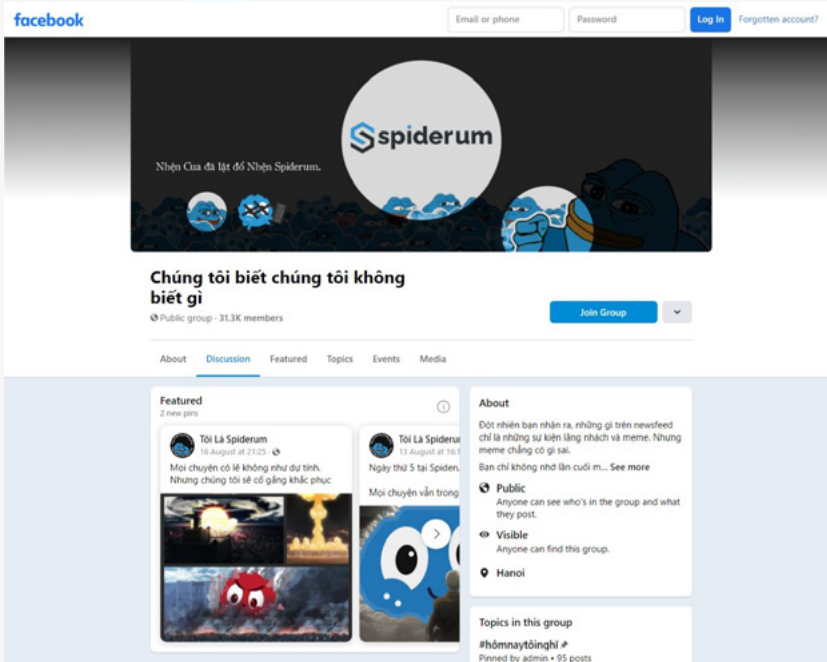 facebook
Email or phone
Password
Log In
Forgotten account?
spiderum
Nhện Cua đã lật đổ Nhện Spiderum.
Chúng tôi biết chúng tôi không
biết gì
Public group · 31.3K members
Join Group
About
Discussion
Featured
Topics
Events
Media
Featured
2 new pins
Tôi Là Spiderum
16 August at 21:25 ·
Mọi chuyện có lẽ không như dự tính.
Nhưng chúng tôi sẽ cố gắng khắc phục
Tôi Là Spideru
13 August at 16:1
Ngày thứ 5 tại Spideru
Mọi chuyện vẫn trong
About
Đột nhiên bạn nhận ra, những gì trên newsfeed
chỉ là những sự kiện lăng nhách và meme. Nhưng
meme chẳng có gì sai.
Bạn chỉ không nhớ lần cuối m... See more
Public
Anyone can see who's in the group and what
they post.
Visible
Anyone can find this group.
Hanoi
Topics in this group
#hômnaytôinghĩ
Pinned by admin • 95 posts